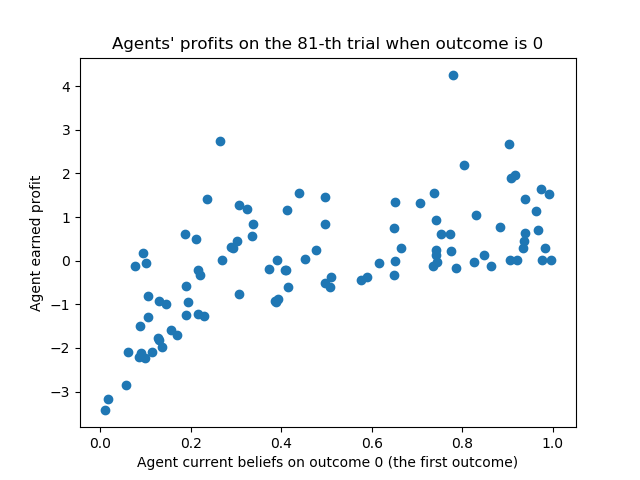 Agents' profits on the 81-th trial when outcome is 0
4
3
2
1
0
−1
−2
−3
Agent earned profit
0.0 0.2 0.4 0.6 0.8 1.0
Agent current beliefs on outcome 0 (the first outcome)